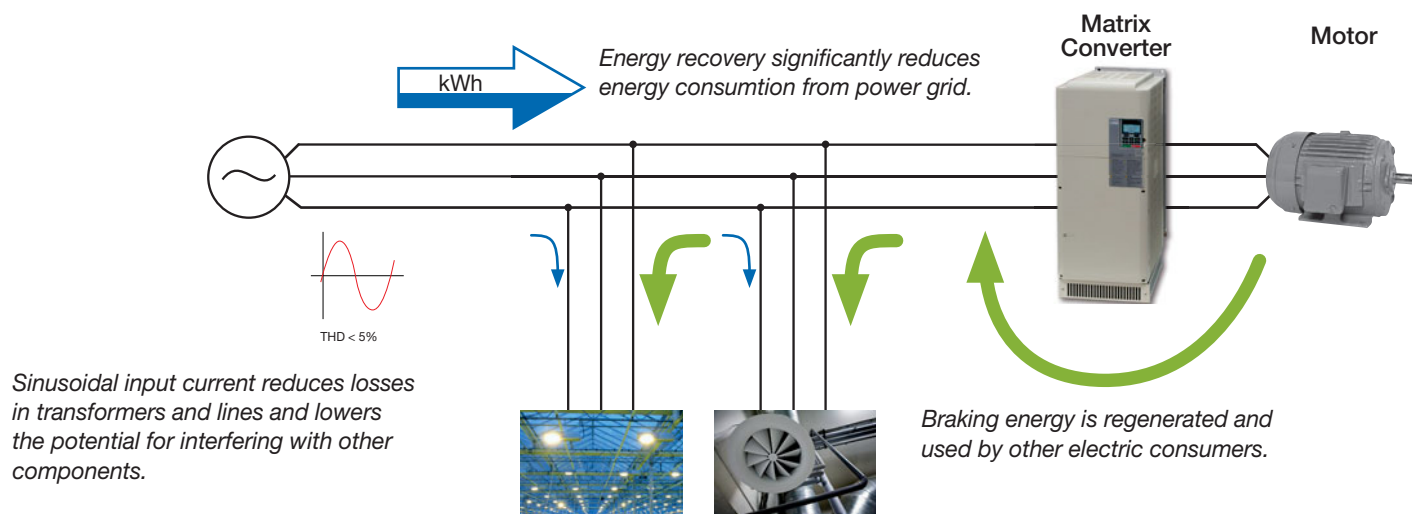 Matrix
Converter
Motor
kWh
Energy recovery significantly reduces
energy consumtion from power grid.
THD < 5%
Sinusoidal input current reduces losses
in transformers and lines and lowers
the potential for interfering with other
components.
Braking energy is regenerated and
used by other electric consumers.